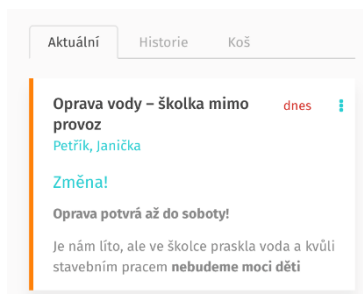 Aktuální Historie Koš
Oprava vody – školka mimo dnes
provoz
Petřík, Janička
Změna!
Oprava potrvá až do soboty!
Je nám líto, ale ve školce praskla voda a kvůli
stavebním pracem nebudeme moci děti